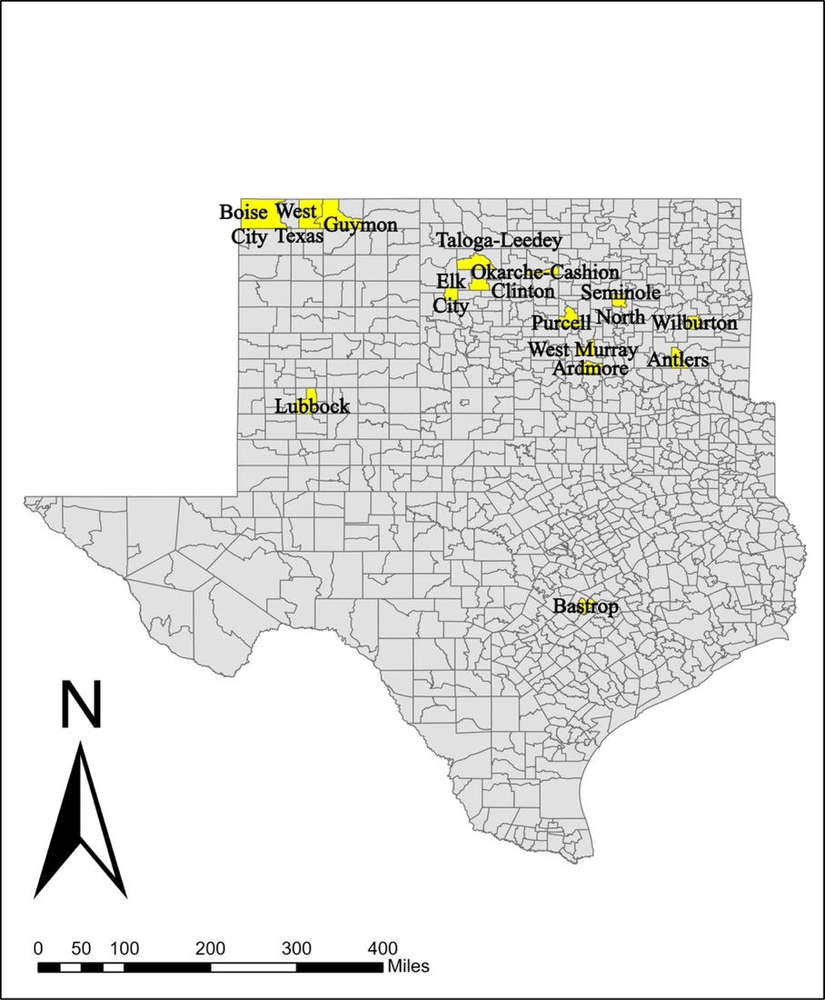 Boise West
City Texas
Guymon
Taloga-Leedey
Okarche-Cashion
Elk
City
Clinton
Seminole
North
Purcell
Wilburton
West Murray
Ardmore
Antlers
Lubbock
Bastrop
N
0 50 100 200 300 400
Miles